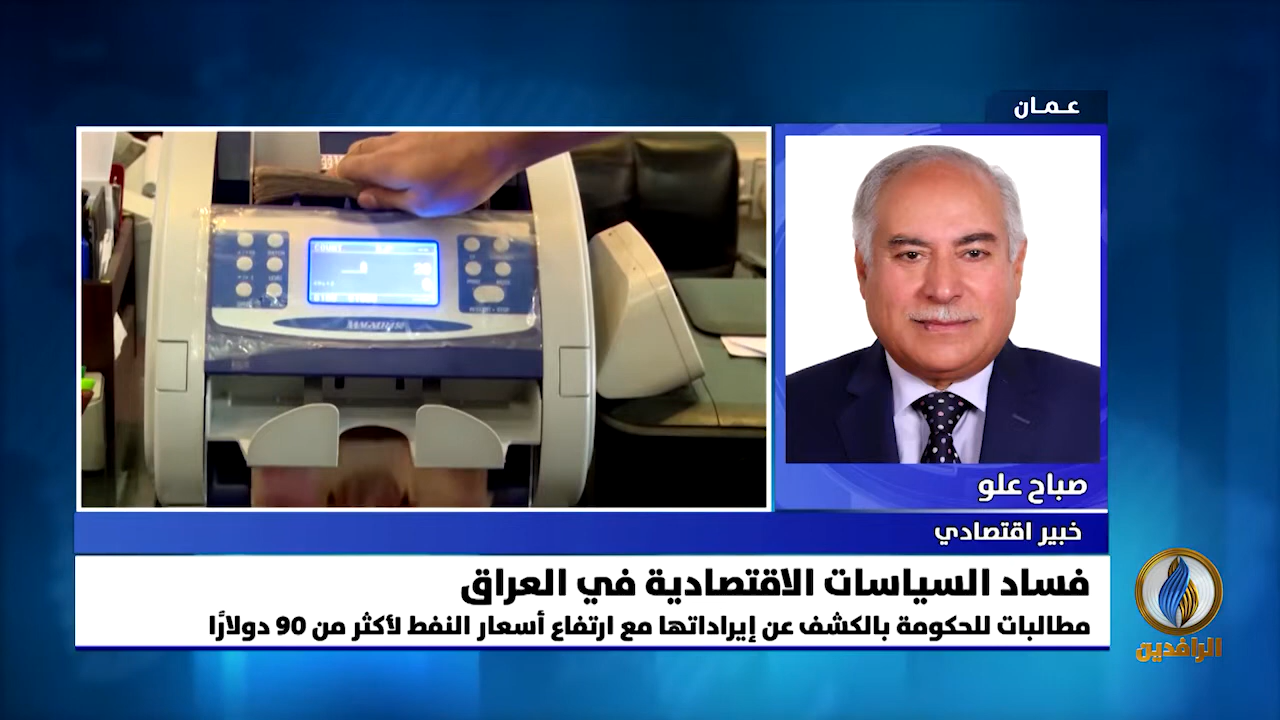 عمان
صباح علو
خبير اقتصادي
فساد السياسات الاقتصادية في العراق
مطالبات للحكومة بالكشف عن إيراداتها مع ارتفاع أسعار النفط لأكثر من 90 دولارًا
الرافدين